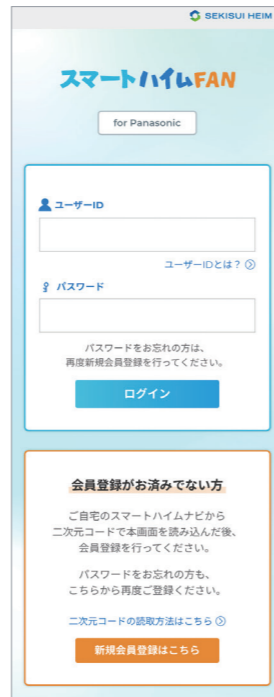 SEKISUI HEIM
スマートハイムFAN
for Panasonic
ユーザーID
ユーザーIDとは？
パスワード
パスワードをお忘れの方は、
再度新規会員登録を行ってください。
ログイン
会員登録がお済みでない方
ご自宅のスマートハイムナビから
二次元コードで本画面を読み込んだ後、
会員登録を行ってください。
パスワードをお忘れの方も、
こちらから再度ご登録ください。
二次元コードの読取方法はこちら
新規会員登録はこちら